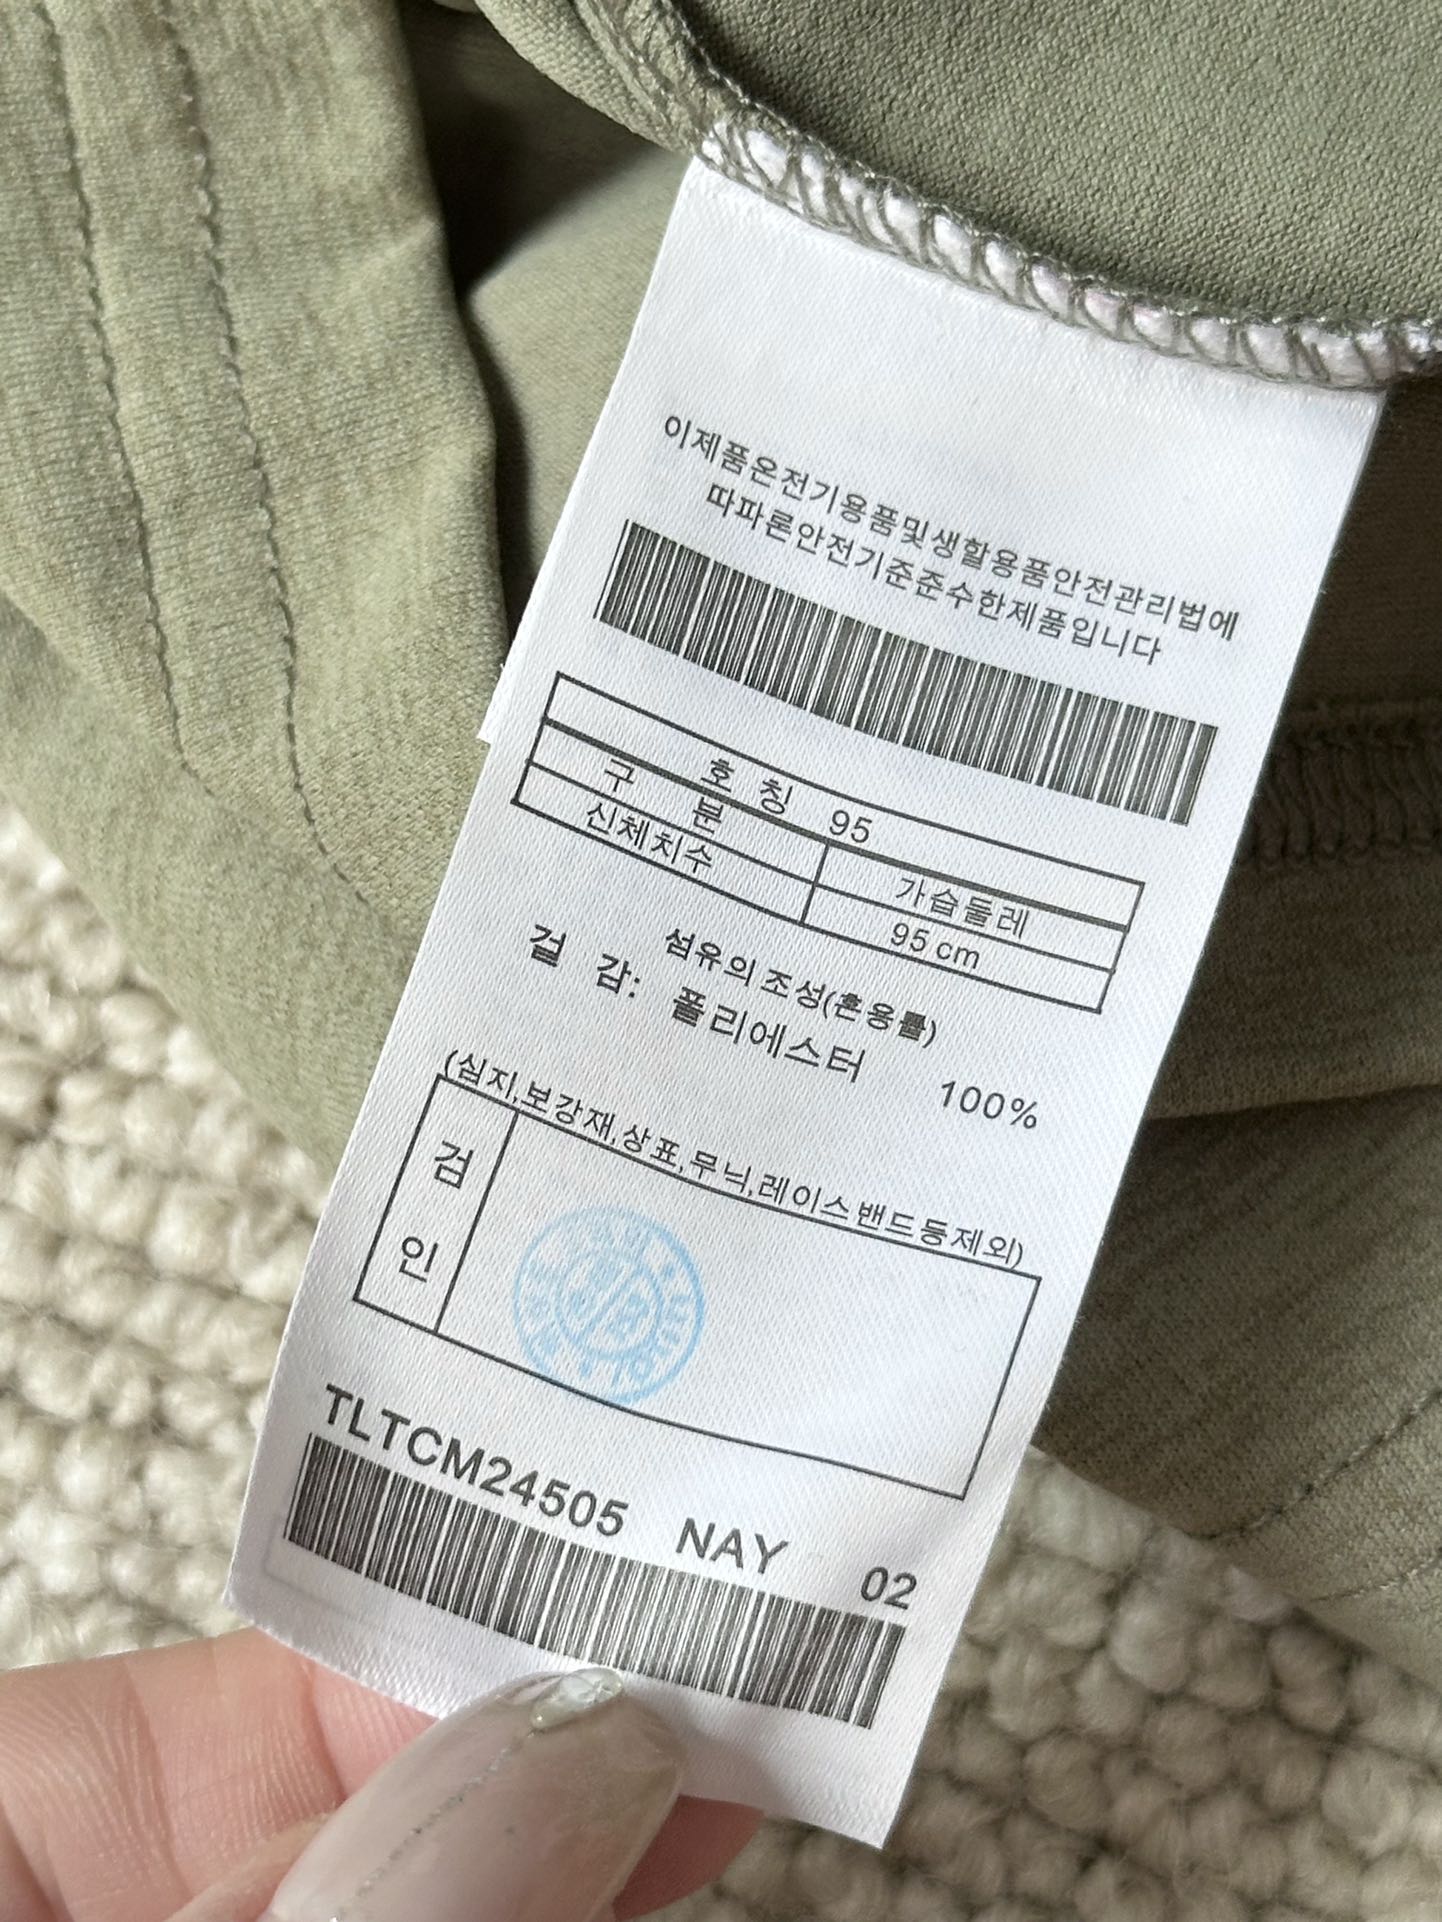 이제품온전기용품및생활용품안전관리법에
따파론안전기준준수한제품입니다
호 칭 95
구 분 가슴둘레
신체치수 95 cm
섬유의 조성(혼용률)
겉 감: 폴리에스터 100%
(심지,보강재,상표,무늬,레이스밴드등제외)
검
인
TLTCM24505 NAY 02